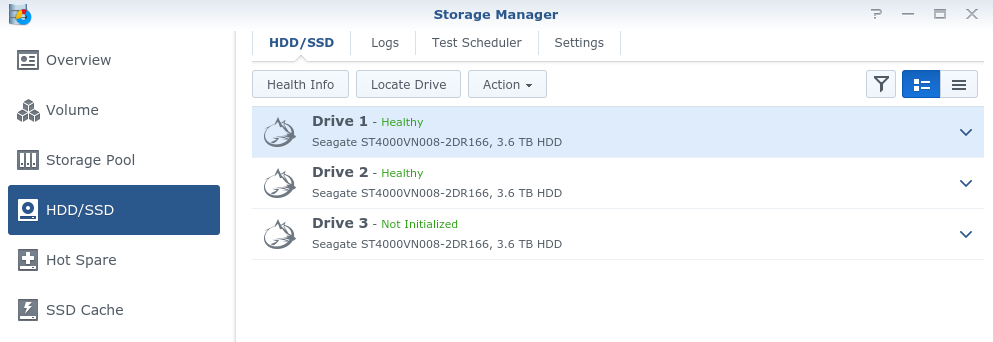 Storage Manager
Overview
Volume
Storage Pool
HDD/SSD
Hot Spare
SSD Cache
HDD/SSD Logs Test Scheduler Settings
Health Info Locate Drive Action
Drive 1 - Healthy
Seagate ST4000VN008-2DR166, 3.6 TB HDD
Drive 2 - Healthy
Seagate ST4000VN008-2DR166, 3.6 TB HDD
Drive 3 - Not Initialized
Seagate ST4000VN008-2DR166, 3.6 TB HDD